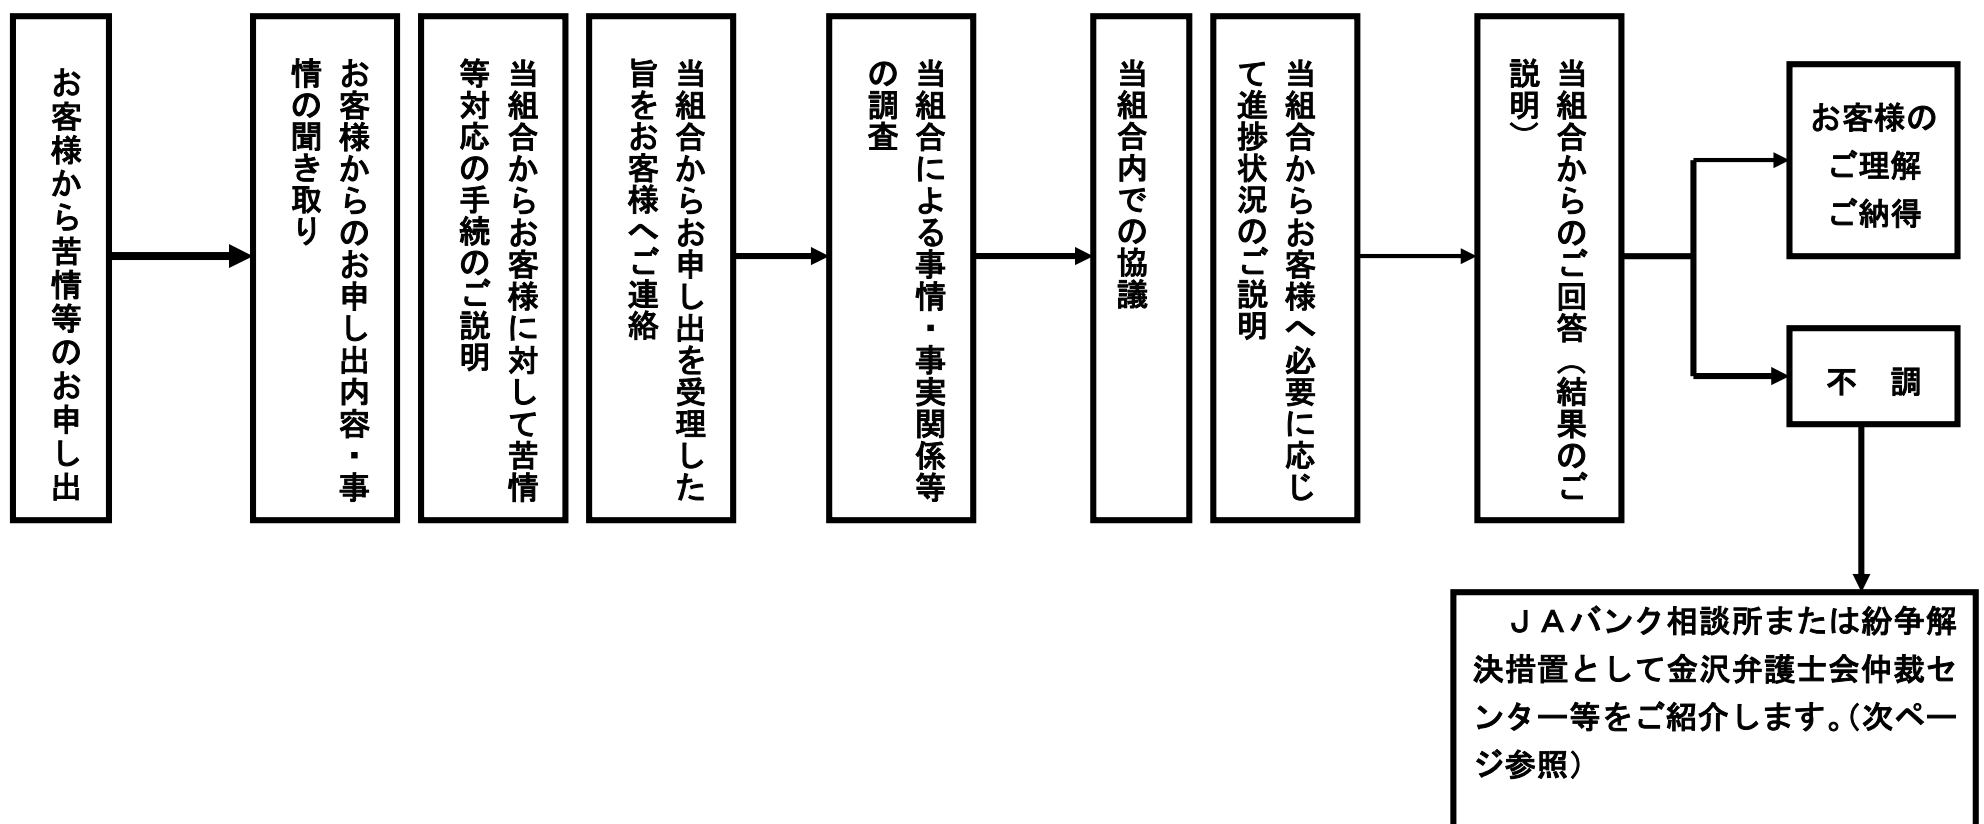 お客様から苦情等のお申し出
お客様からのお申し出内容・事
情の聞き取り
当組合からお客様に対して苦情
等対応の手続のご説明
当組合からお申し出を受理した
旨をお客様へご連絡
当組合による事情・事実関係等
の調査
当組合内での協議
当組合からお客様へ必要に応じ
て進捗状況のご説明
当組合からのご回答（結果のご
説明）
お客様の
ご理解
ご納得
不　調
ＪＡバンク相談所または紛争解
決措置として金沢弁護士会仲裁セ
ンター等をご紹介します。（次ペー
ジ参照）